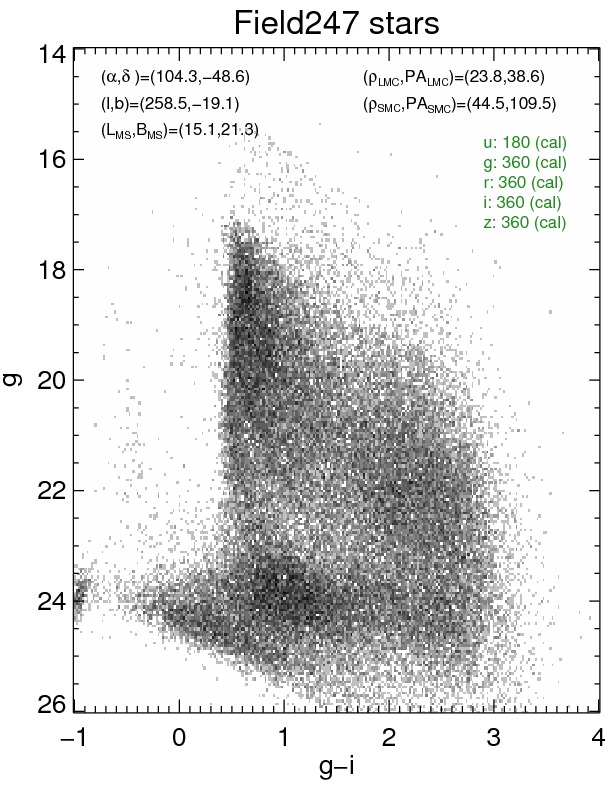 Field247 stars
(α,δ)=(104.3,−48.6)
(ρLMC,PALMC)=(23.8,38.6)
(l,b)=(258.5,−19.1)
(ρSMC,PASMC)=(44.5,109.5)
(LMS,BMS)=(15.1,21.3)
u: 180 (cal)
g: 360 (cal)
r: 360 (cal)
i: 360 (cal)
z: 360 (cal)
14
16
18
20
22
24
26
g
−1 0 1 2 3 4
g−i